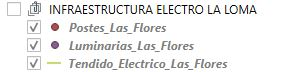 INFRAESTRUCTURA ELECTRO LA LOMA
Postes_Las_Flores
Luminarias_Las_Flores
Tendido_Electrico_Las_Flores